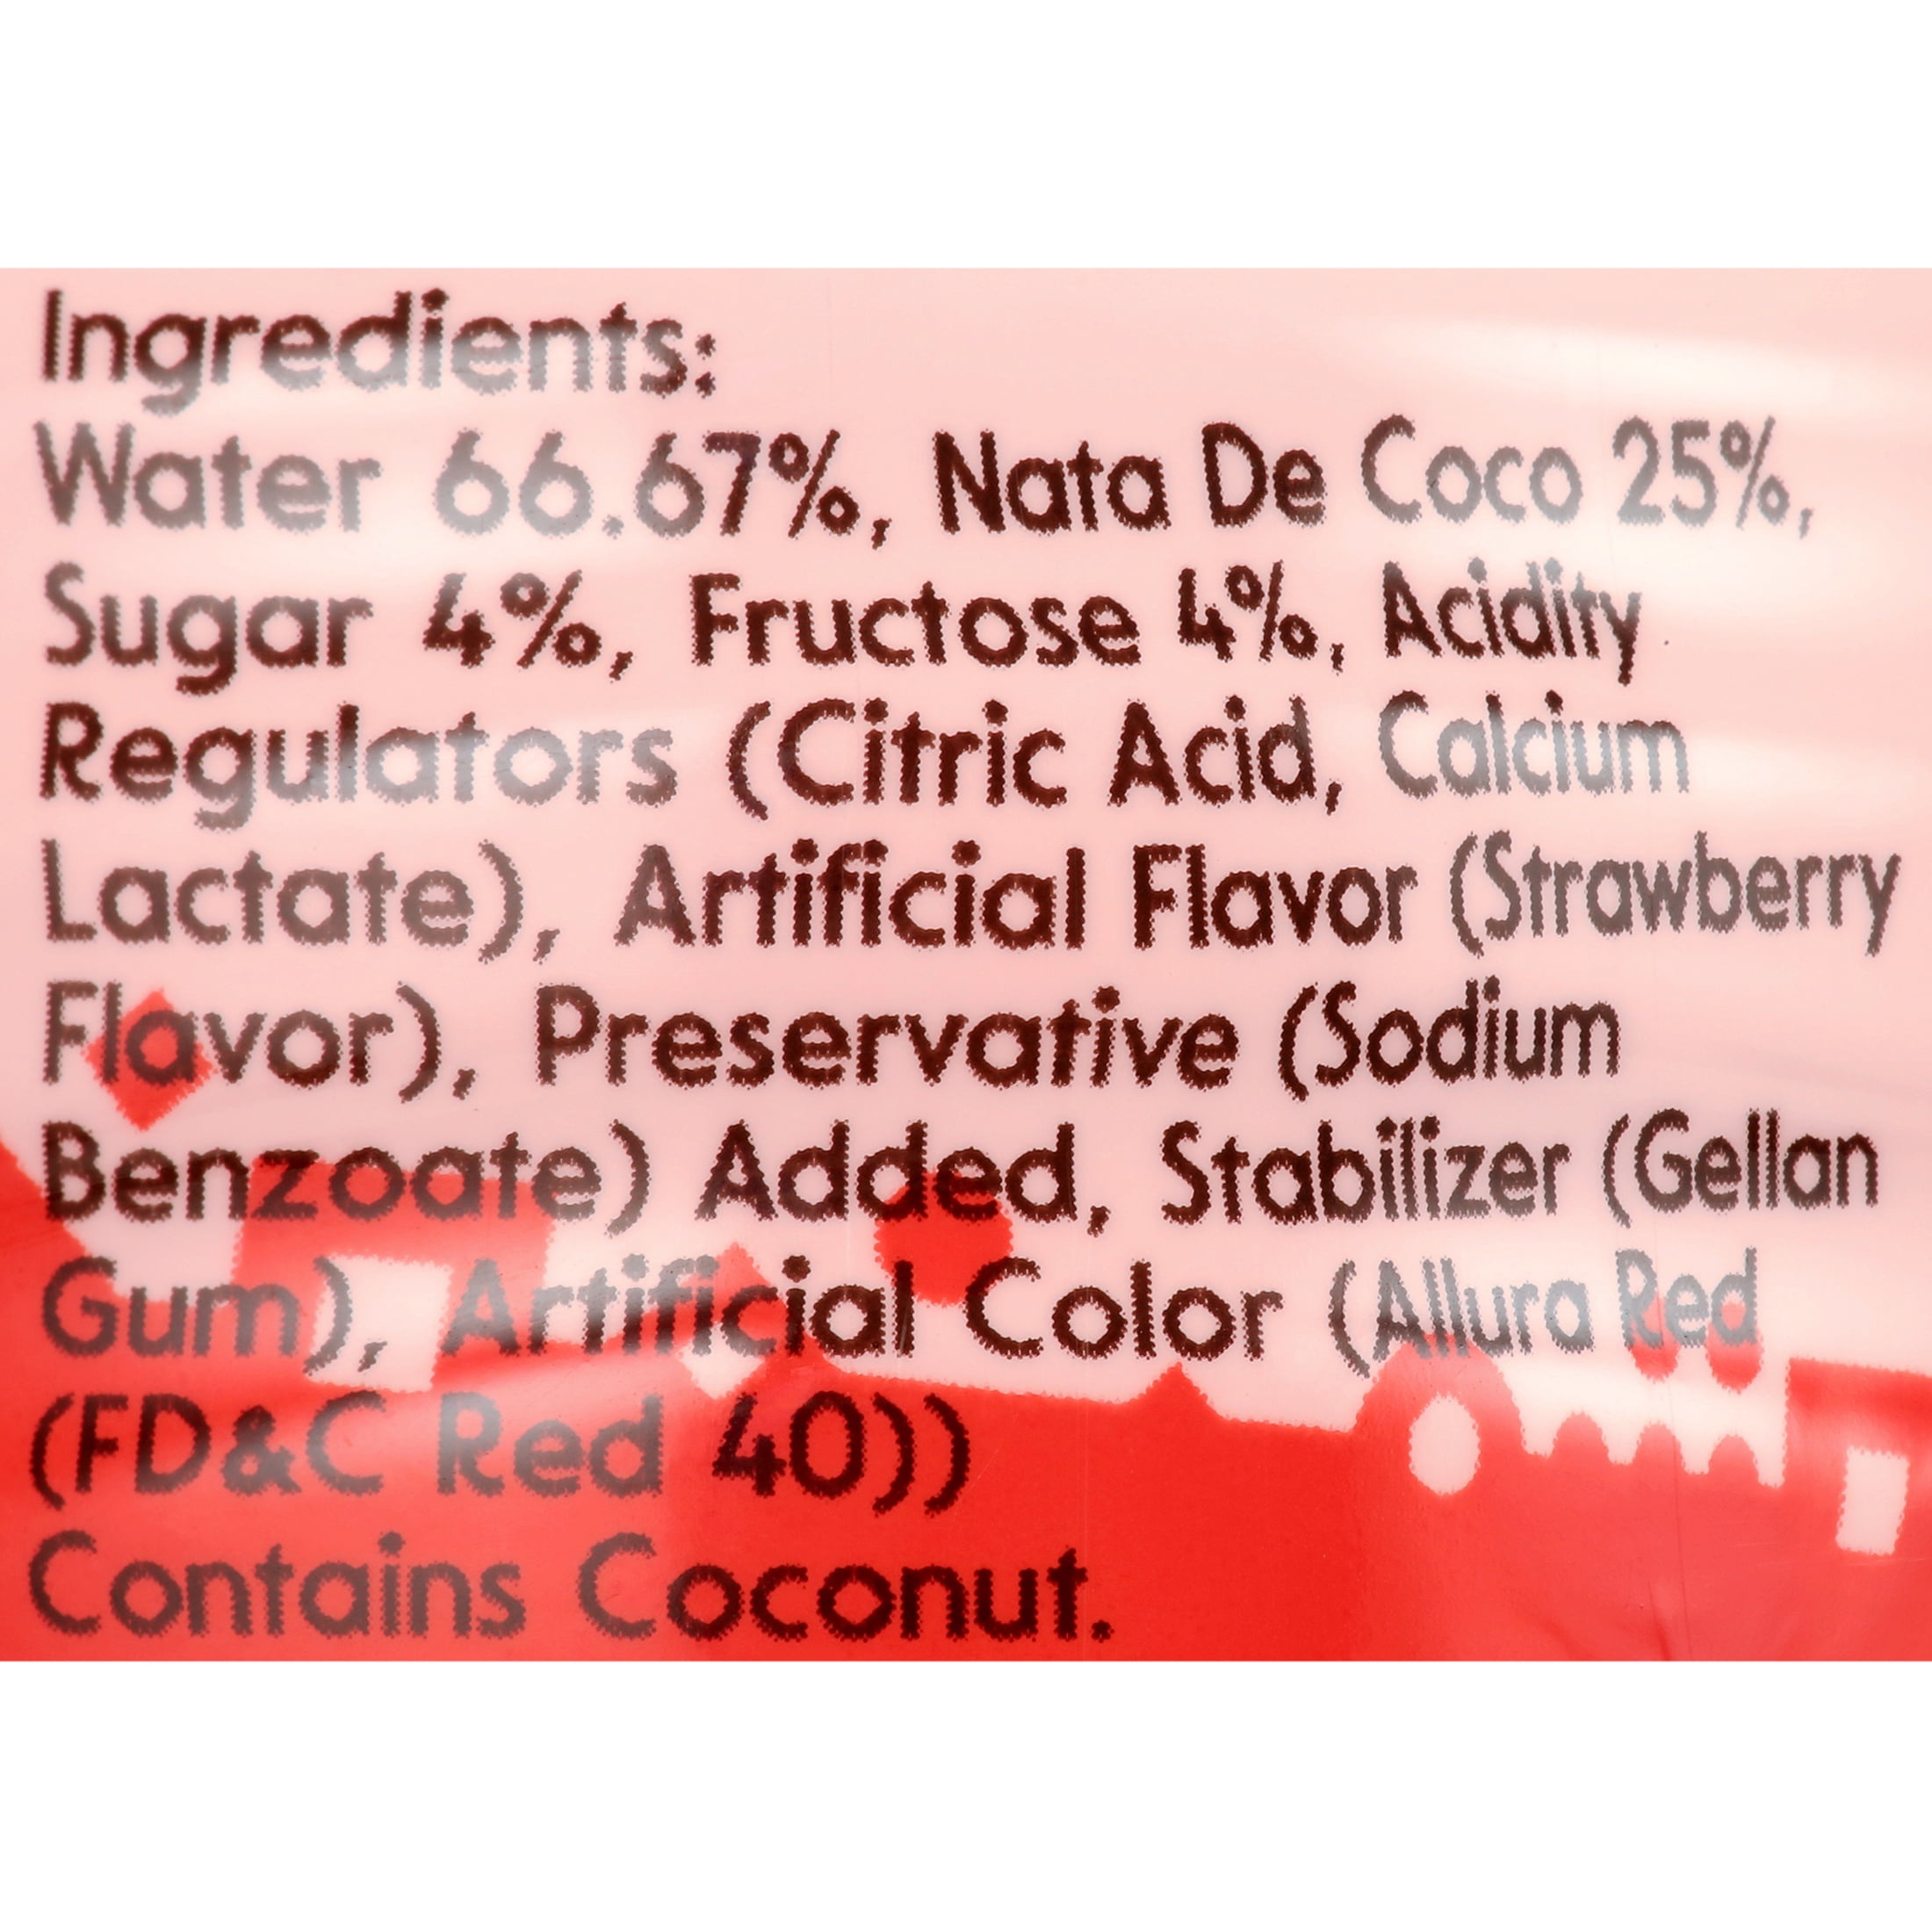 Ingredients:
Water 66.67%, Nata De Coco 25%,
Sugar 4%, Fructose 4%, Acidity
Regulators (Citric Acid, Calcium
Lactate), Artificial Flavor (Strawberry
Flavor), Preservative (Sodium
Benzoate) Added, Stabilizer (Gellan
Gum), Artificial Color (Allura Red
(FD&C Red 40))
Contains Coconut.